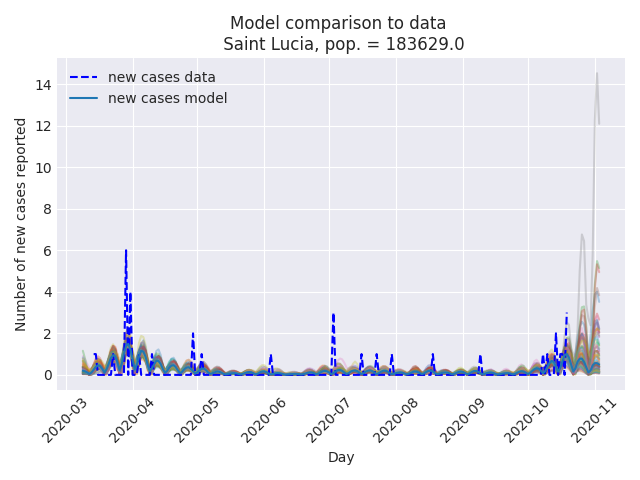 Model comparison to data
Saint Lucia, pop. = 183629.0
new cases data
new cases model
Number of new cases reported
14
12
10
8
6
4
2
0
2020-03
2020-04
2020-05
2020-06
2020-07
2020-08
2020-09
2020-10
2020-11
Day